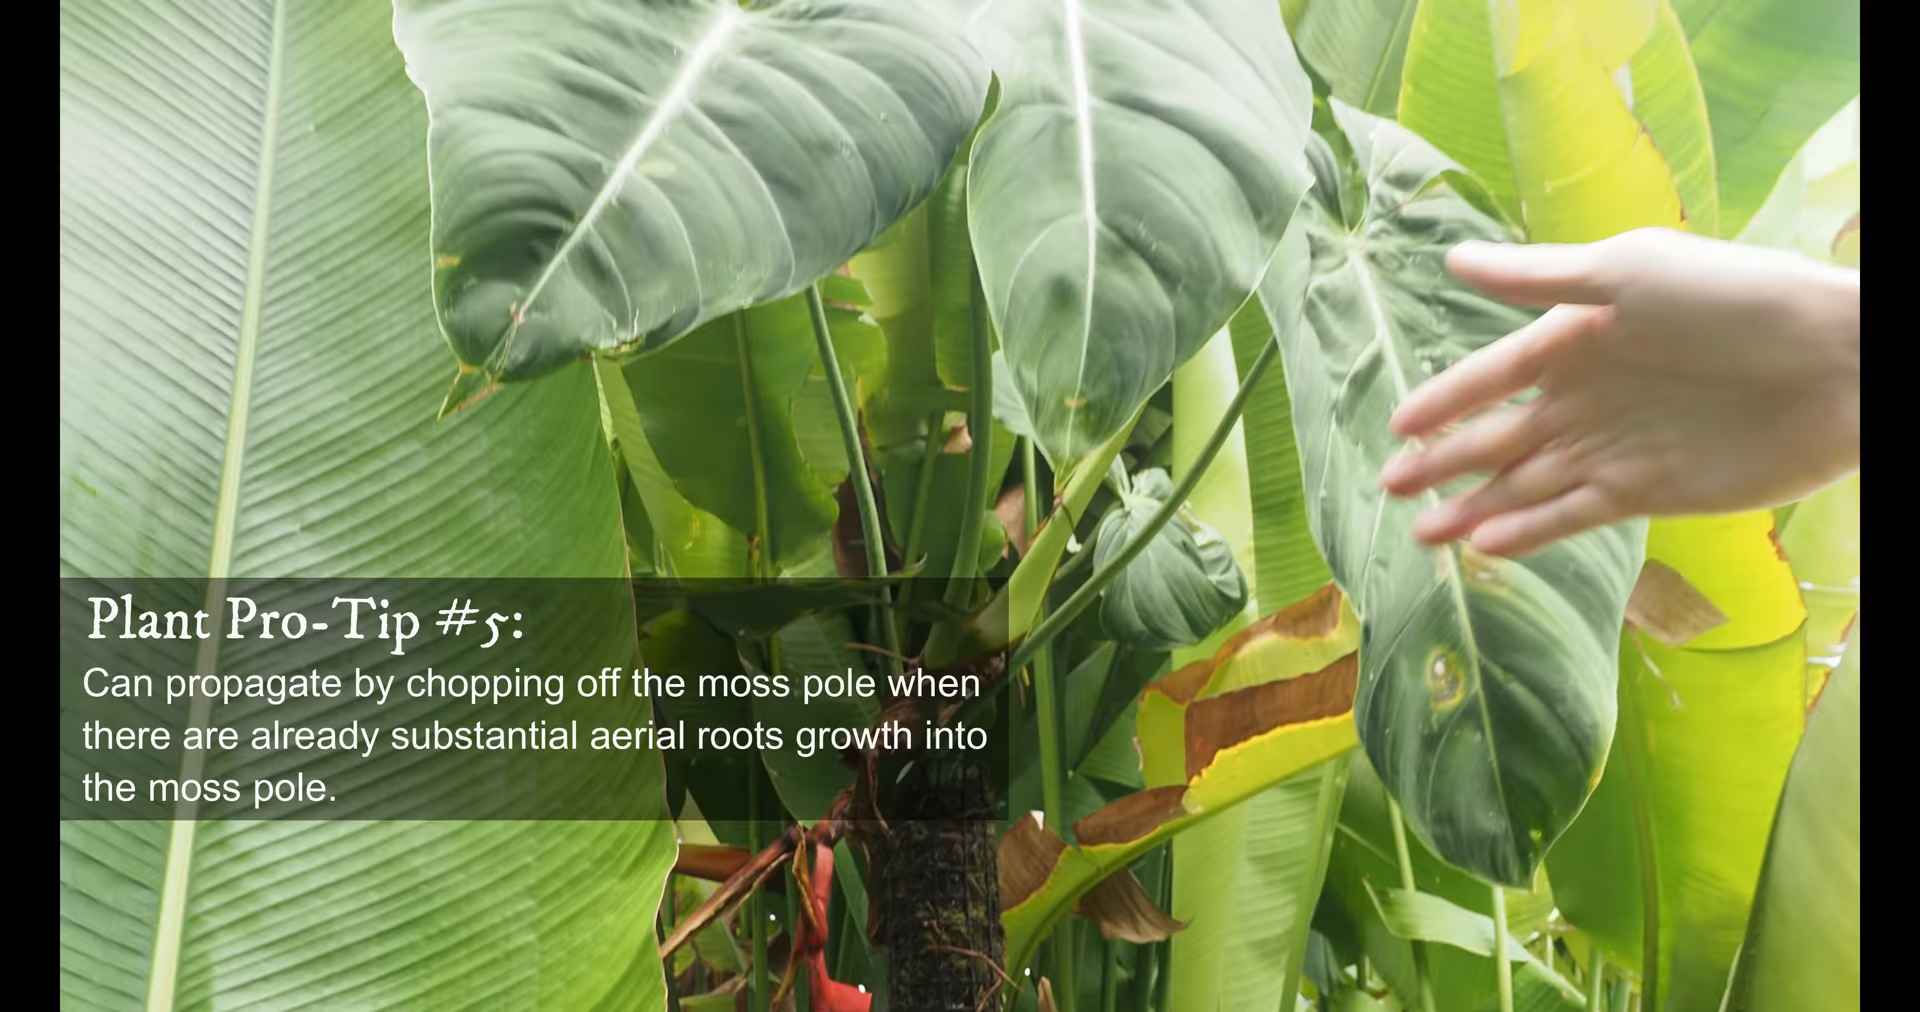 Plant Pro-Tip #5:
Can propagate by chopping off the moss pole when
there are already substantial aerial roots growth into
the moss pole.